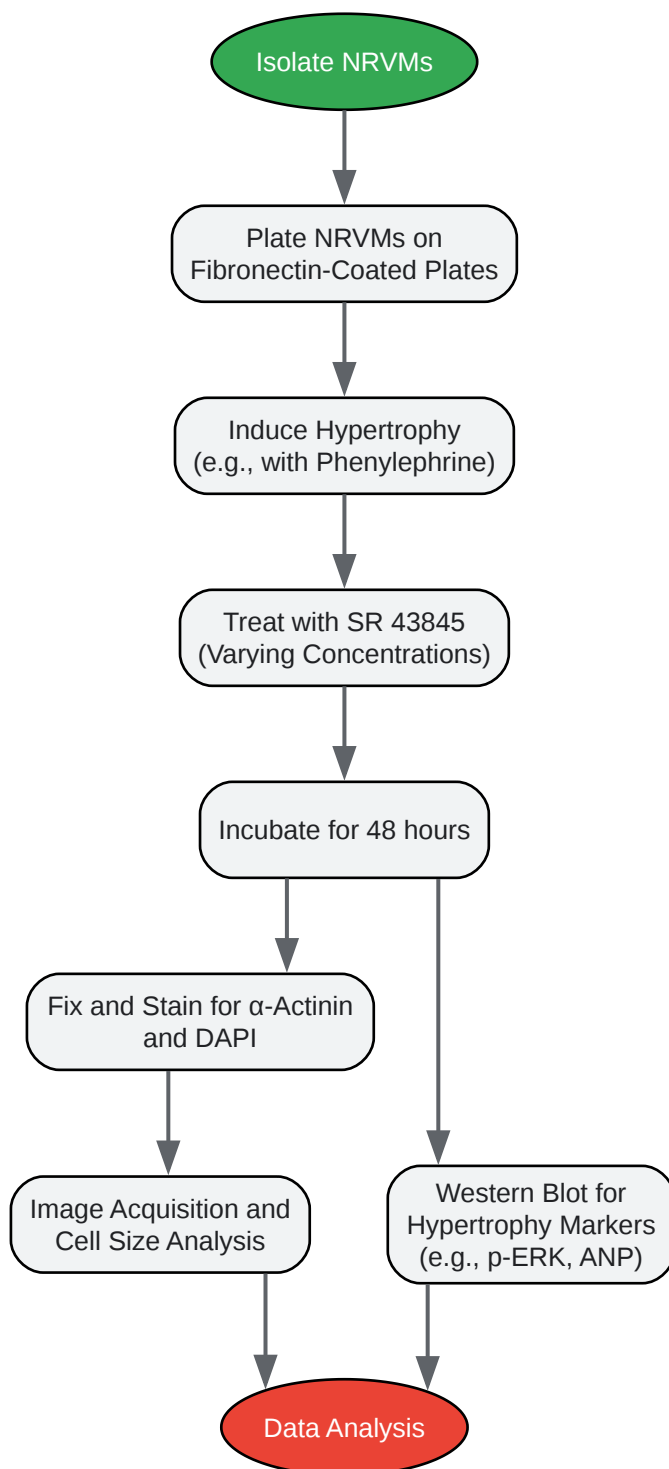 Isolate NRVMs
Plate NRVMs on
Fibronectin-Coated Plates
Induce Hypertrophy
(e.g., with Phenylephrine)
Treat with SR 43845
(Varying Concentrations)
Incubate for 48 hours
Fix and Stain for α-Actinin
and DAPI
Image Acquisition and
Cell Size Analysis
Western Blot for
Hypertrophy Markers
(e.g., p-ERK, ANP)
Data Analysis